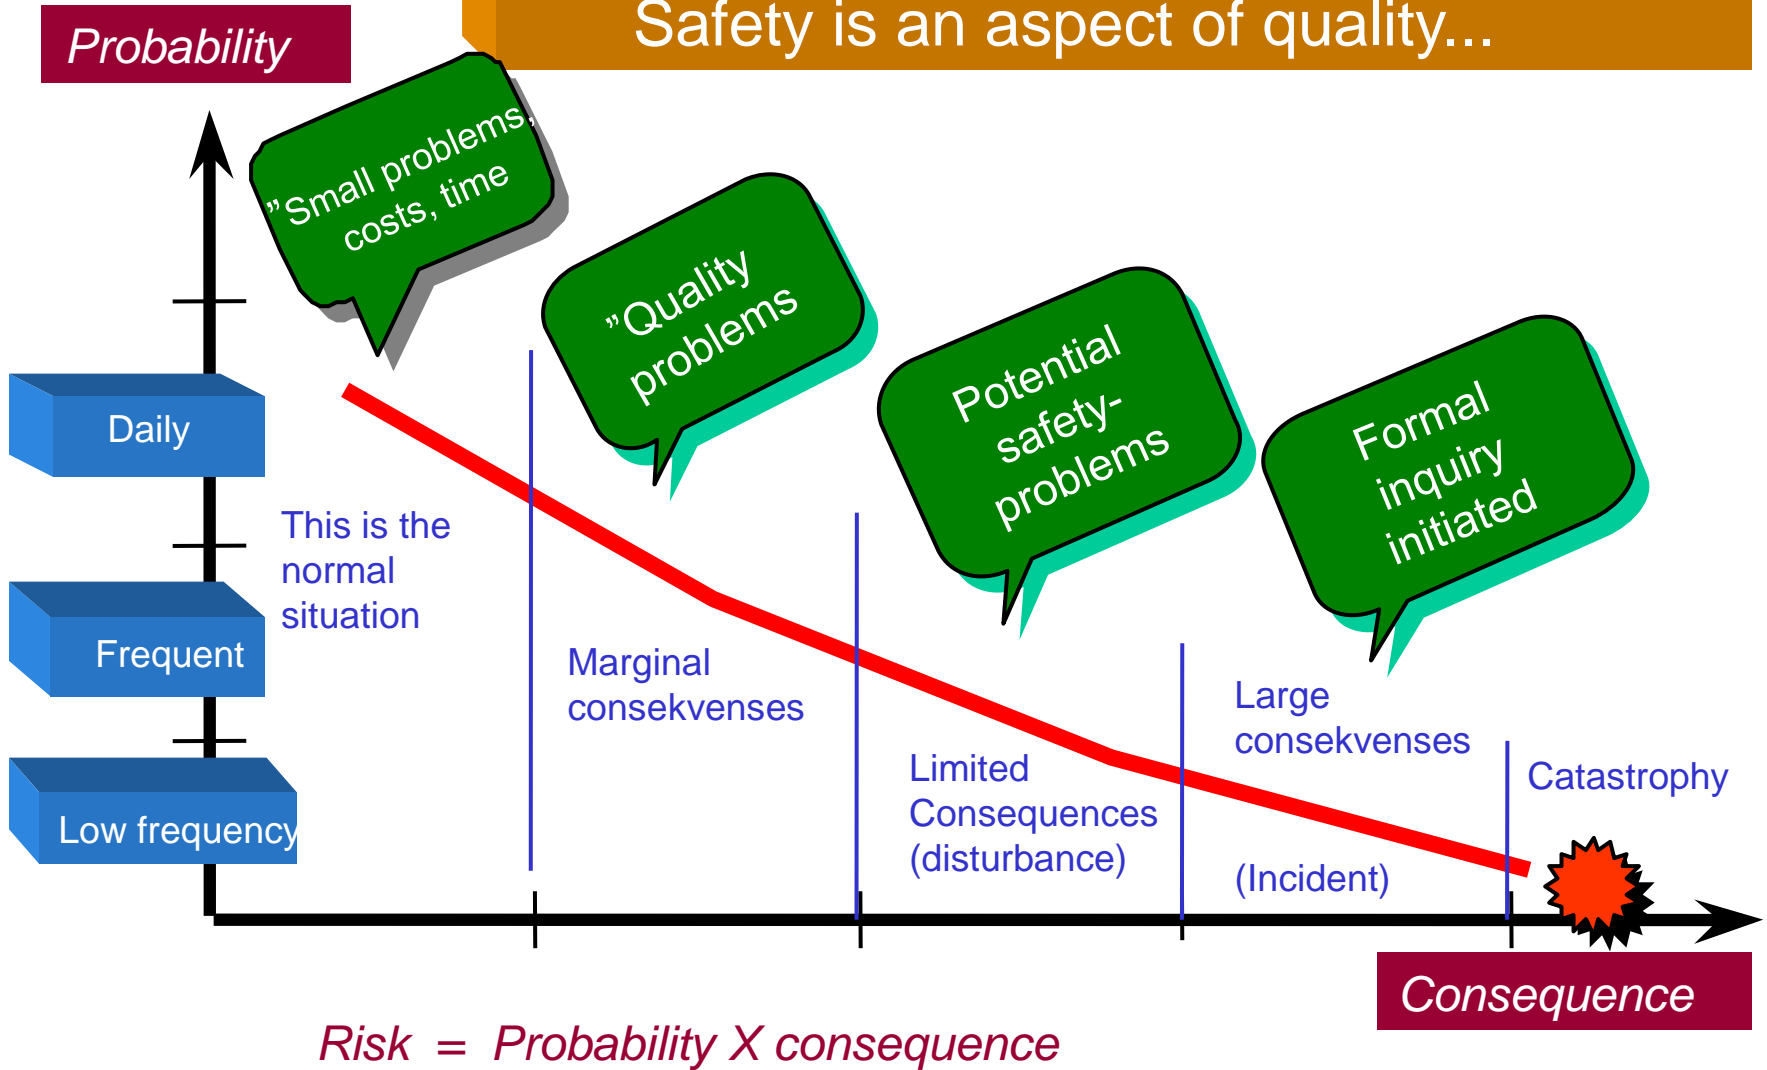 Safety is an aspect of quality...
Probability
”Small problems,
costs, time
”Quality
problems
Potential
safety-
problems
Formal
inquiry
initiated
Daily
Frequent
Low frequency
This is the
normal
situation
Marginal
consekvenses
Limited
Consequences
(disturbance)
Large
consekvenses
(Incident)
Catastrophy
Consequence
Risk = Probability X consequence